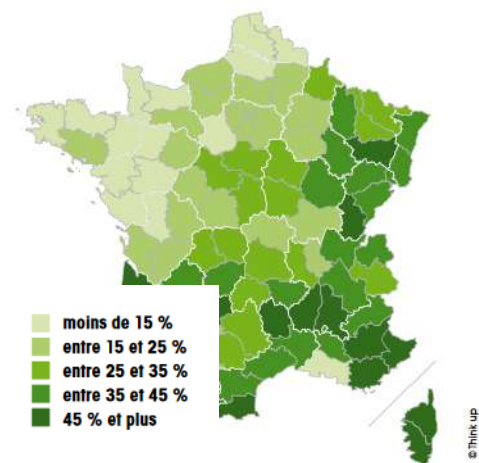 moins de 15 %
entre 15 et 25 %
entre 25 et 35 %
entre 35 et 45 %
45 % et plus
© Think up